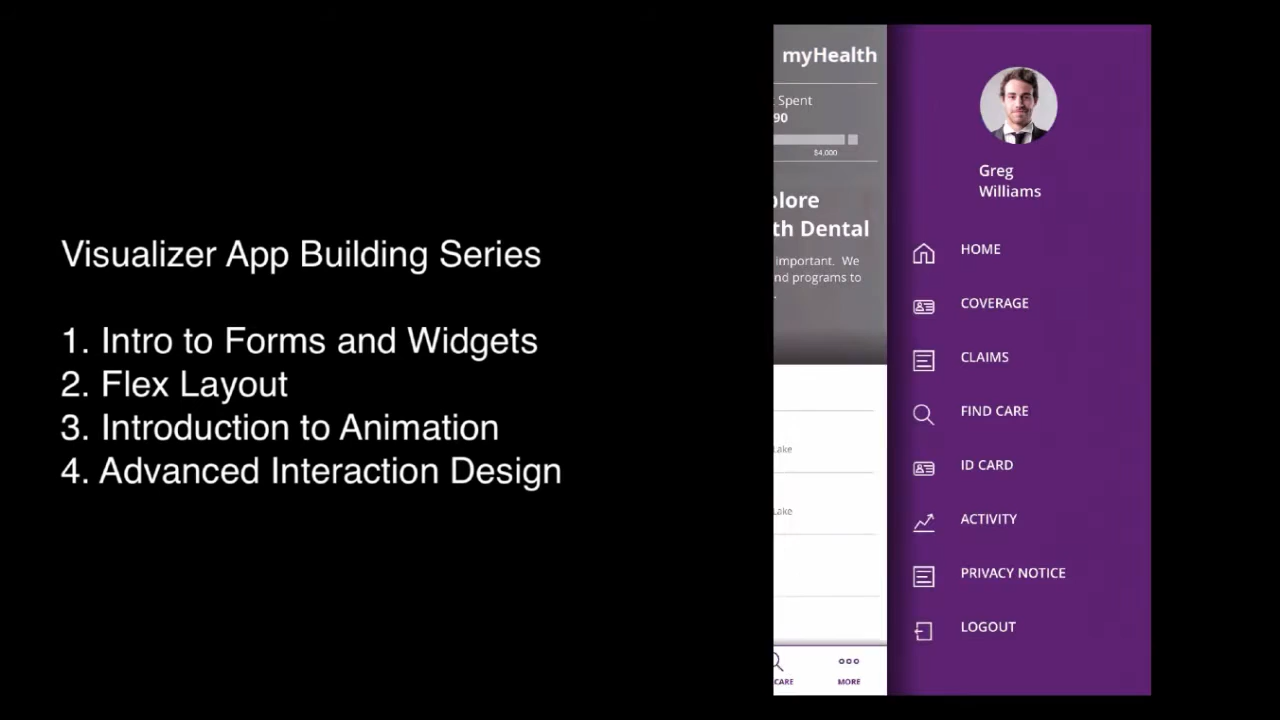 Visualizer App Building Series
1. Intro to Forms and Widgets
2. Flex Layout
3. Introduction to Animation
4. Advanced Interaction Design
myHealth
Spent
90
$4,000
plore
th Dental
important. We
nd programs to
Lake
Lake
CARE
MORE
Greg
Williams
HOME
COVERAGE
CLAIMS
FIND CARE
ID CARD
ACTIVITY
PRIVACY NOTICE
LOGOUT